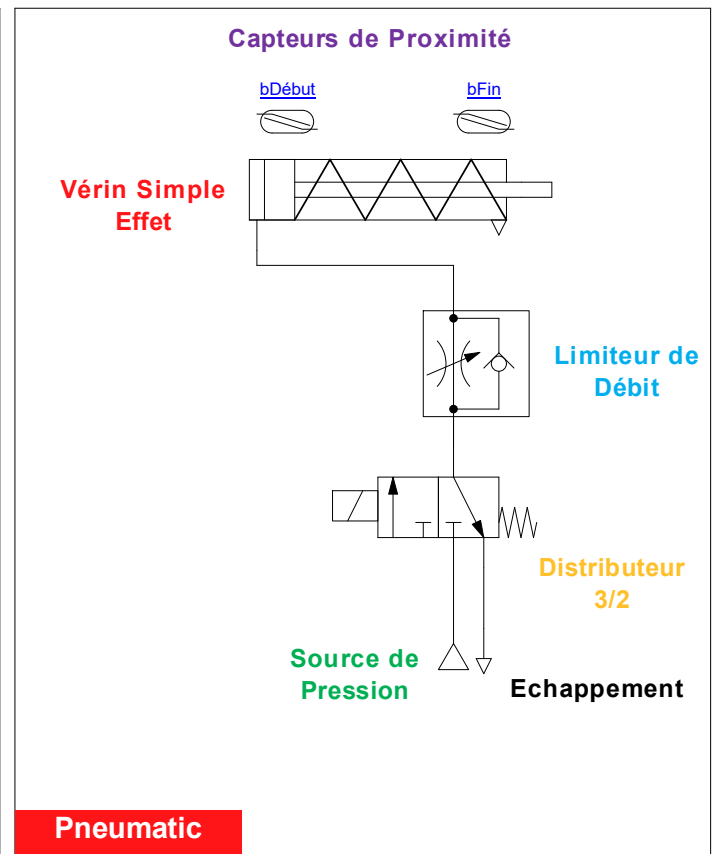 Capteurs de Proximité
bDébut
bFin
Vérin Simple
Effet
Limiteur de
Débit
Distributeur
3/2
Source de
Pression
Echappement
Pneumatic